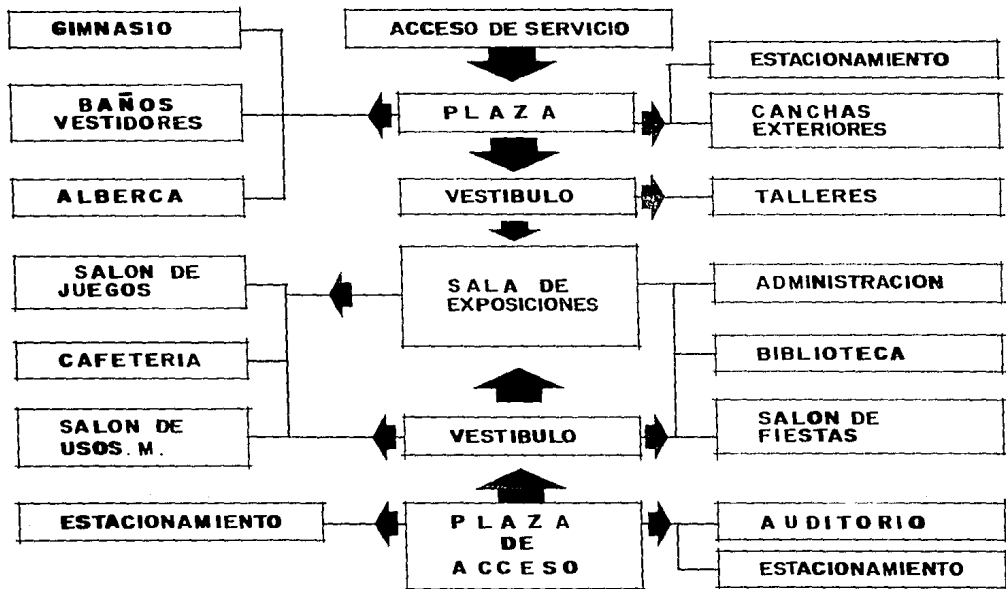 GIMNASIO
ACCESO DE SERVICIO
ESTACIONAMIENTO
BAÑOS
VESTIDORES
PLAZA
CANCHAS
EXTERIORES
ALBERCA
VESTIBULO
TALLERES
SALON DE
JUEGOS
SALA DE
EXPOSICIONES
ADMINISTRACION
CAFETERIA
BIBLIOTECA
SALON DE
USOS. M.
VESTIBULO
SALON DE
FIESTAS
ESTACIONAMIENTO
PLAZA
DE
ACCESO
AUDITORIO
ESTACIONAMIENTO